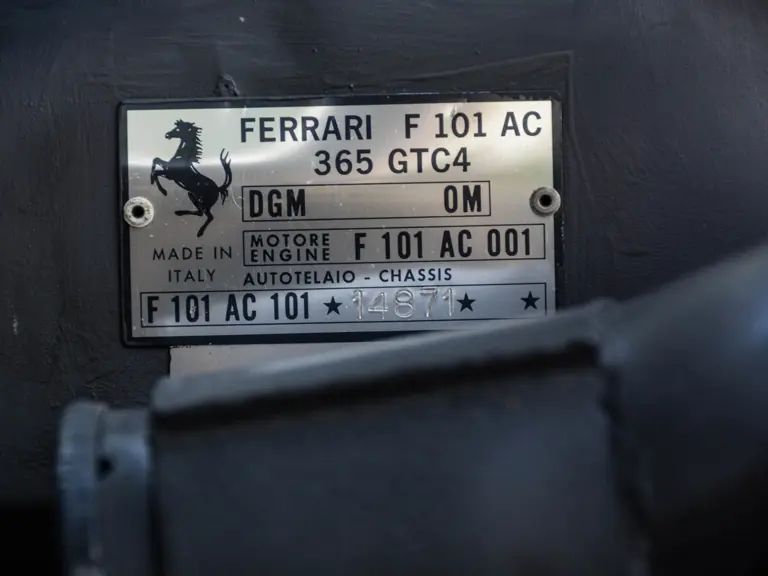 FERRARI F 101 AC
365 GTC4
DGM OM
MOTORE
ENGINE F 101 AC 001
MADE IN
ITALY
AUTOTELAIO - CHASSIS
F 101 AC 101 ★ 14871 ★ ★